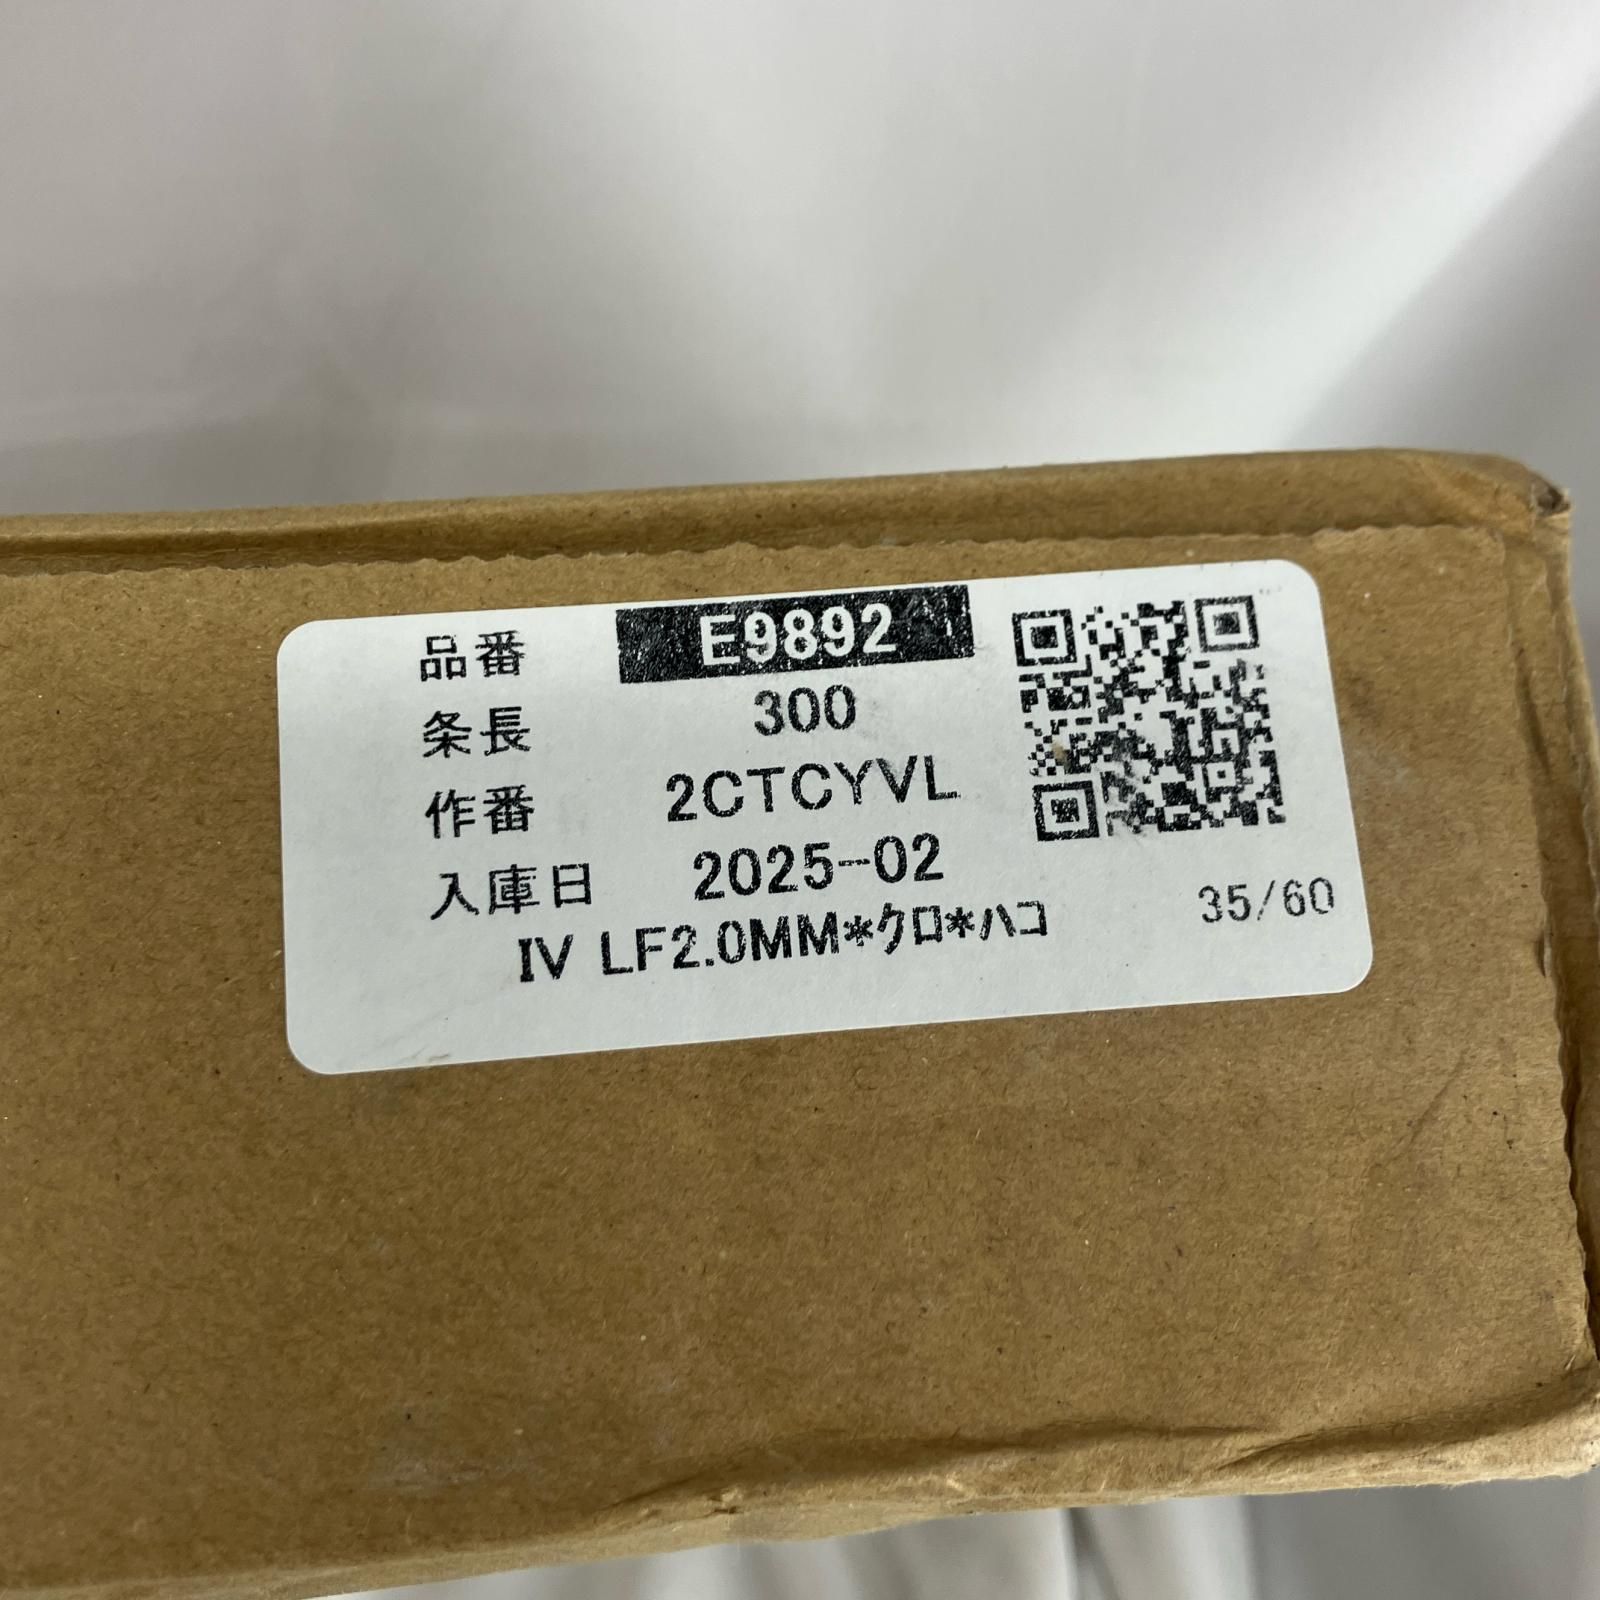 品番 E9892
条長 300
作番 2CTCYVL
入庫日 2025-02
35/60
IV LF2.0MM*クロ*ハコ